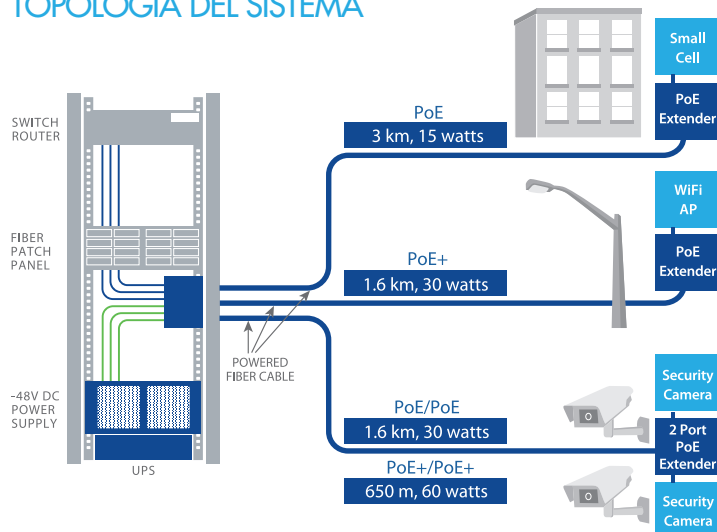 TOPOLOGÍA DEL SISTEMA
SWITCH
ROUTER
FIBER
PATCH
PANEL
-48V DC
POWER
SUPPLY
UPS
POWERED
FIBER CABLE
PoE
3 km, 15 watts
Small
Cell
PoE
Extender
PoE+
1.6 km, 30 watts
WiFi
AP
PoE
Extender
PoE/PoE
1.6 km, 30 watts
PoE+/PoE+
650 m, 60 watts
Security
Camera
2 Port
PoE
Extender
Security
Camera